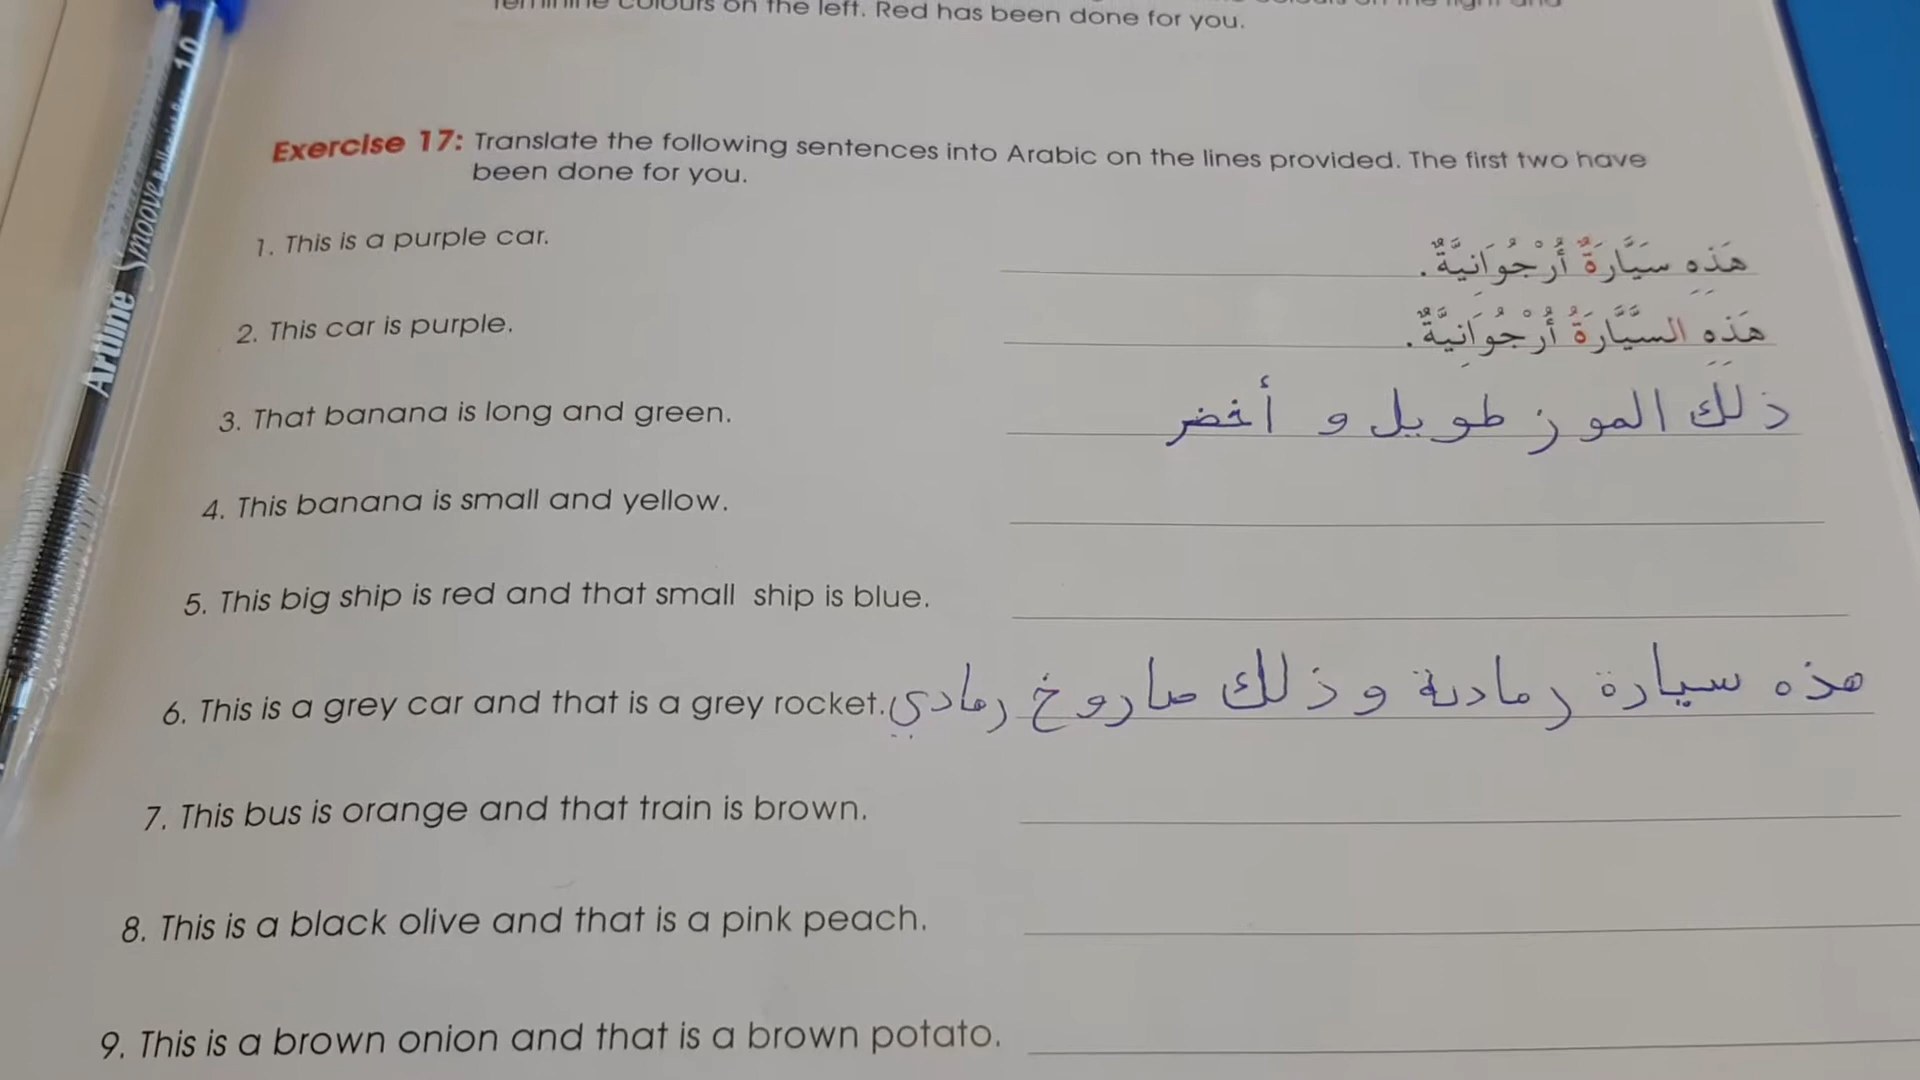 feminine colours on the left. Red has been done for you.
Exercise 17: Translate the following sentences into Arabic on the lines provided. The first two have
been done for you.
1. This is a purple car.
هَذِهِ سَيَّارَةٌ أُرْجُوَانِيَّةٌ.
2. This car is purple.
هَذِهِ السَّيَّارَةُ أُرْجُوَانِيَّةٌ.
3. That banana is long and green.
ذلك الموز طويل و أخضر
4. This banana is small and yellow.
5. This big ship is red and that small ship is blue.
6. This is a grey car and that is a grey rocket.
هذه سيارة رمادية وذلك صاروخ رمادي
7. This bus is orange and that train is brown.
8. This is a black olive and that is a pink peach.
9. This is a brown onion and that is a brown potato.
Artline Smoove 1.0